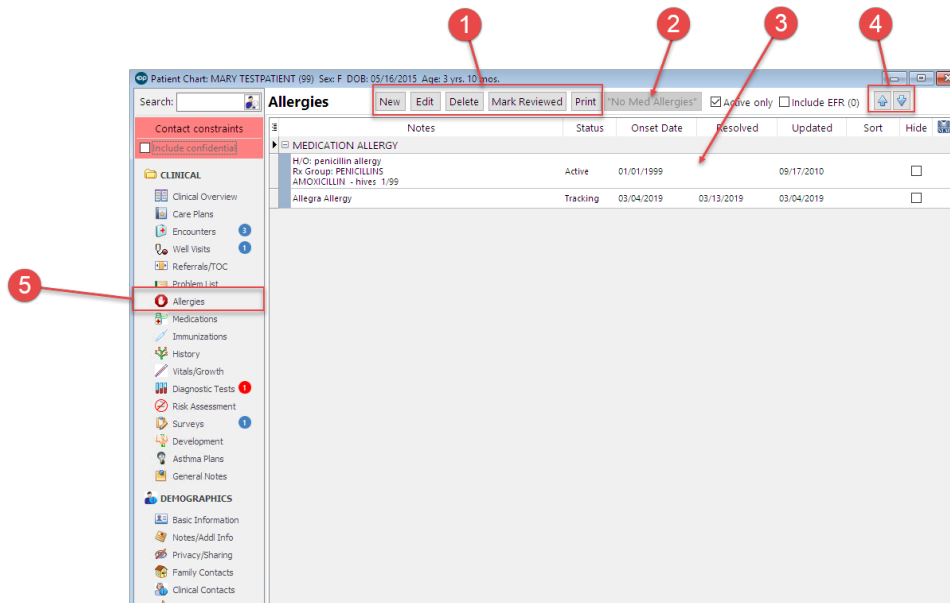 1
2
3
4
Patient Chart: MARY TESTPATIENT (99) Sex: F DOB: 05/16/2015 Age: 3 yrs. 10 mos.
Search:
Allergies
New Edit Delete Mark Reviewed Print "No Med Allergies" Active only Include EFR (0)
Contact constraints
Include confidential
Notes Status Onset Date Resolved Updated Sort Hide
MEDICATION ALLERGY
H/O: penicillin allergy
Rx Group: PENICILLINS
AMOXICILLIN - hives 1/99
Active 01/01/1999 09/17/2010
Allegra Allergy Tracking 03/04/2019 03/13/2019 03/04/2019
CLINICAL
Clinical Overview
Care Plans
Encounters 3
Well Visits 1
Referrals/TOC
Problem List
5
Allergies
Medications
Immunizations
History
Vitals/Growth
Diagnostic Tests 1
Risk Assessment
Surveys 1
Development
Asthma Plans
General Notes
DEMOGRAPHICS
Basic Information
Notes/Addl Info
Privacy/Sharing
Family Contacts
Clinical Contacts